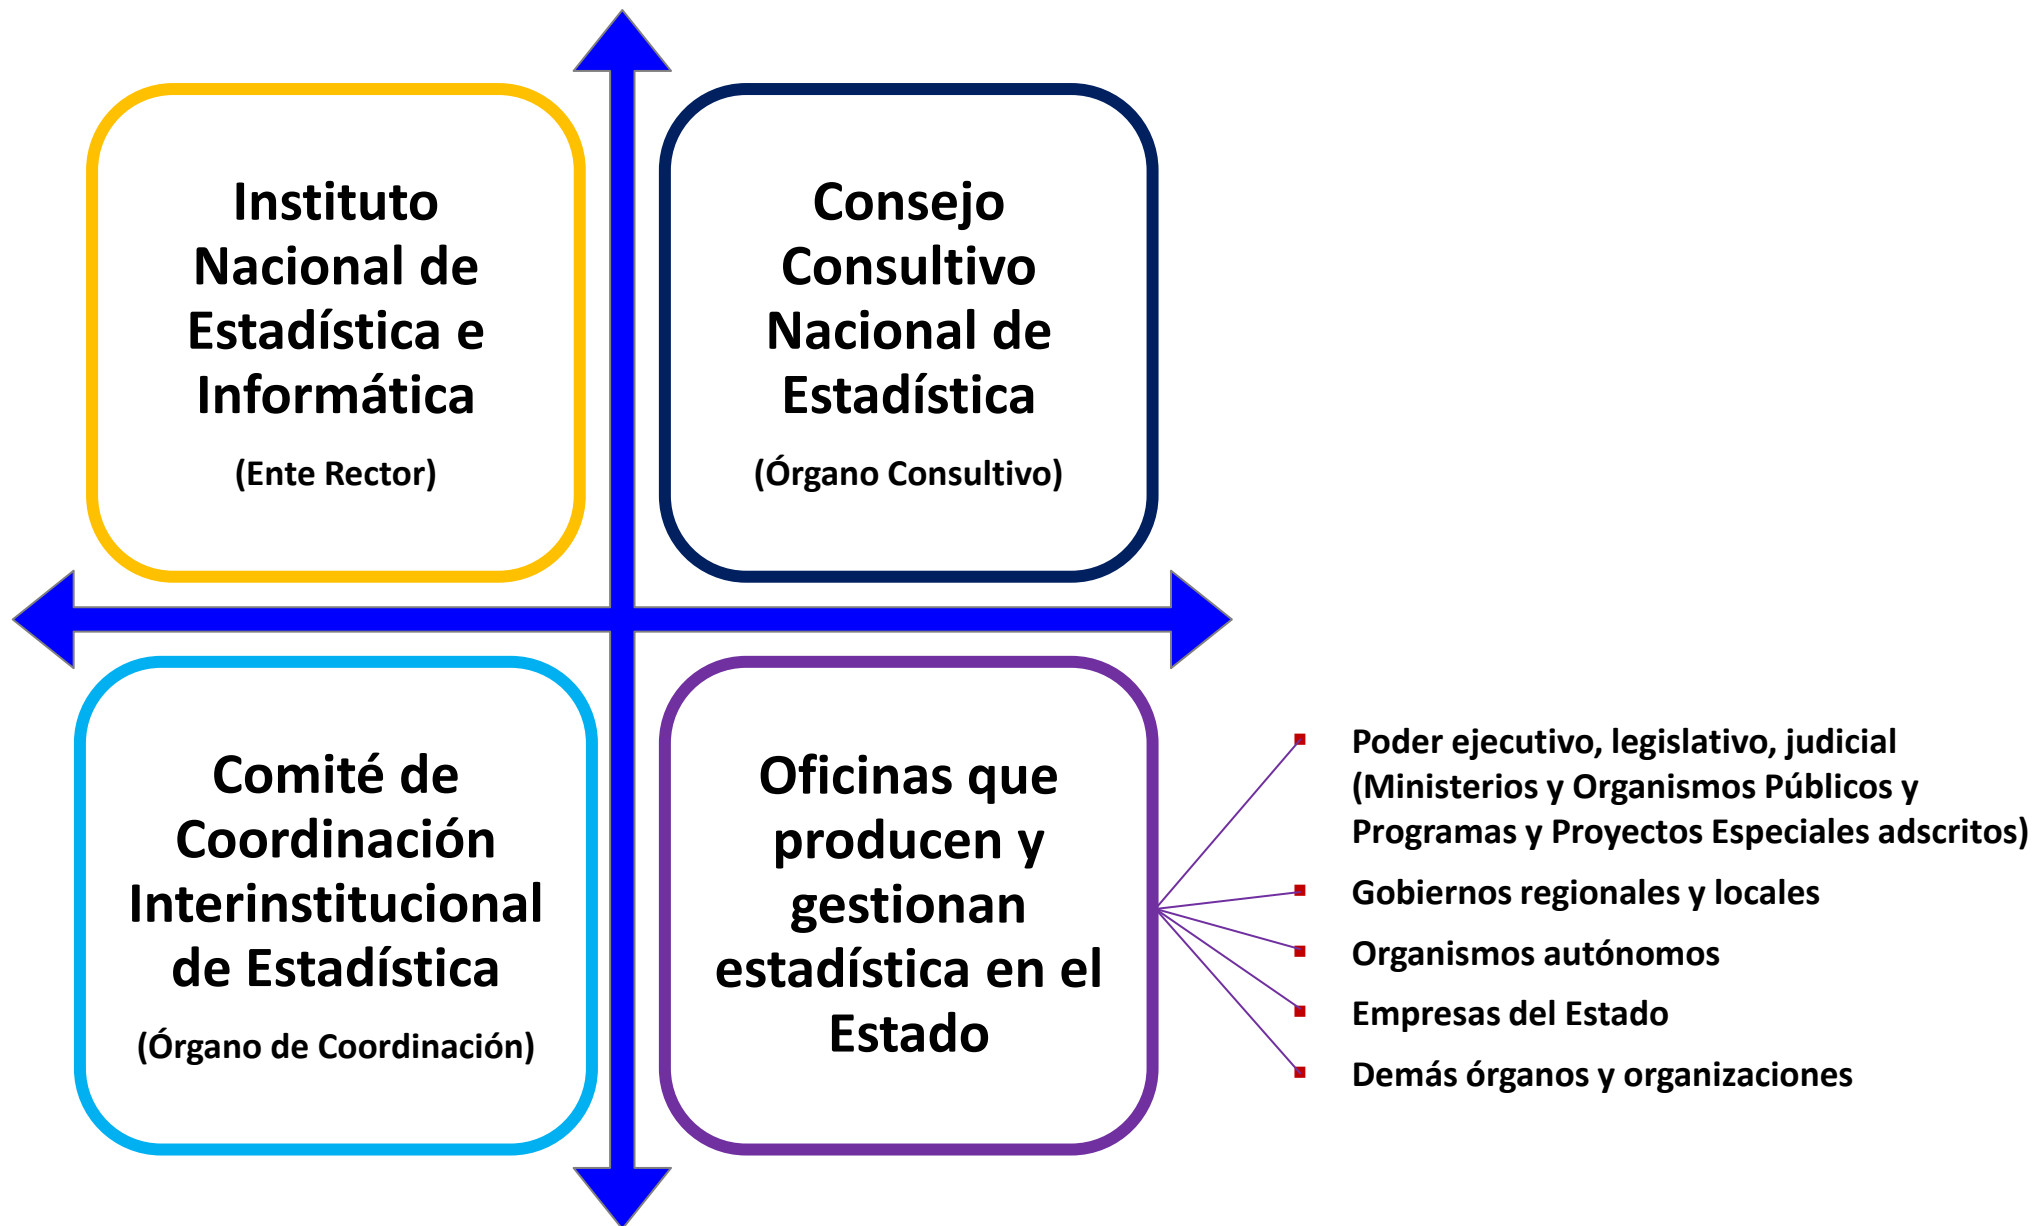 Instituto
Nacional de
Estadística e
Informática
(Ente Rector)
Consejo
Consultivo
Nacional de
Estadística
(Órgano Consultivo)
Comité de
Coordinación
Interinstitucional
de Estadística
(Órgano de Coordinación)
Oficinas que
producen y
gestionan
estadística en el
Estado
Poder ejecutivo, legislativo, judicial
(Ministerios y Organismos Públicos y
Programas y Proyectos Especiales adscritos)
Gobiernos regionales y locales
Organismos autónomos
Empresas del Estado
Demás órganos y organizaciones